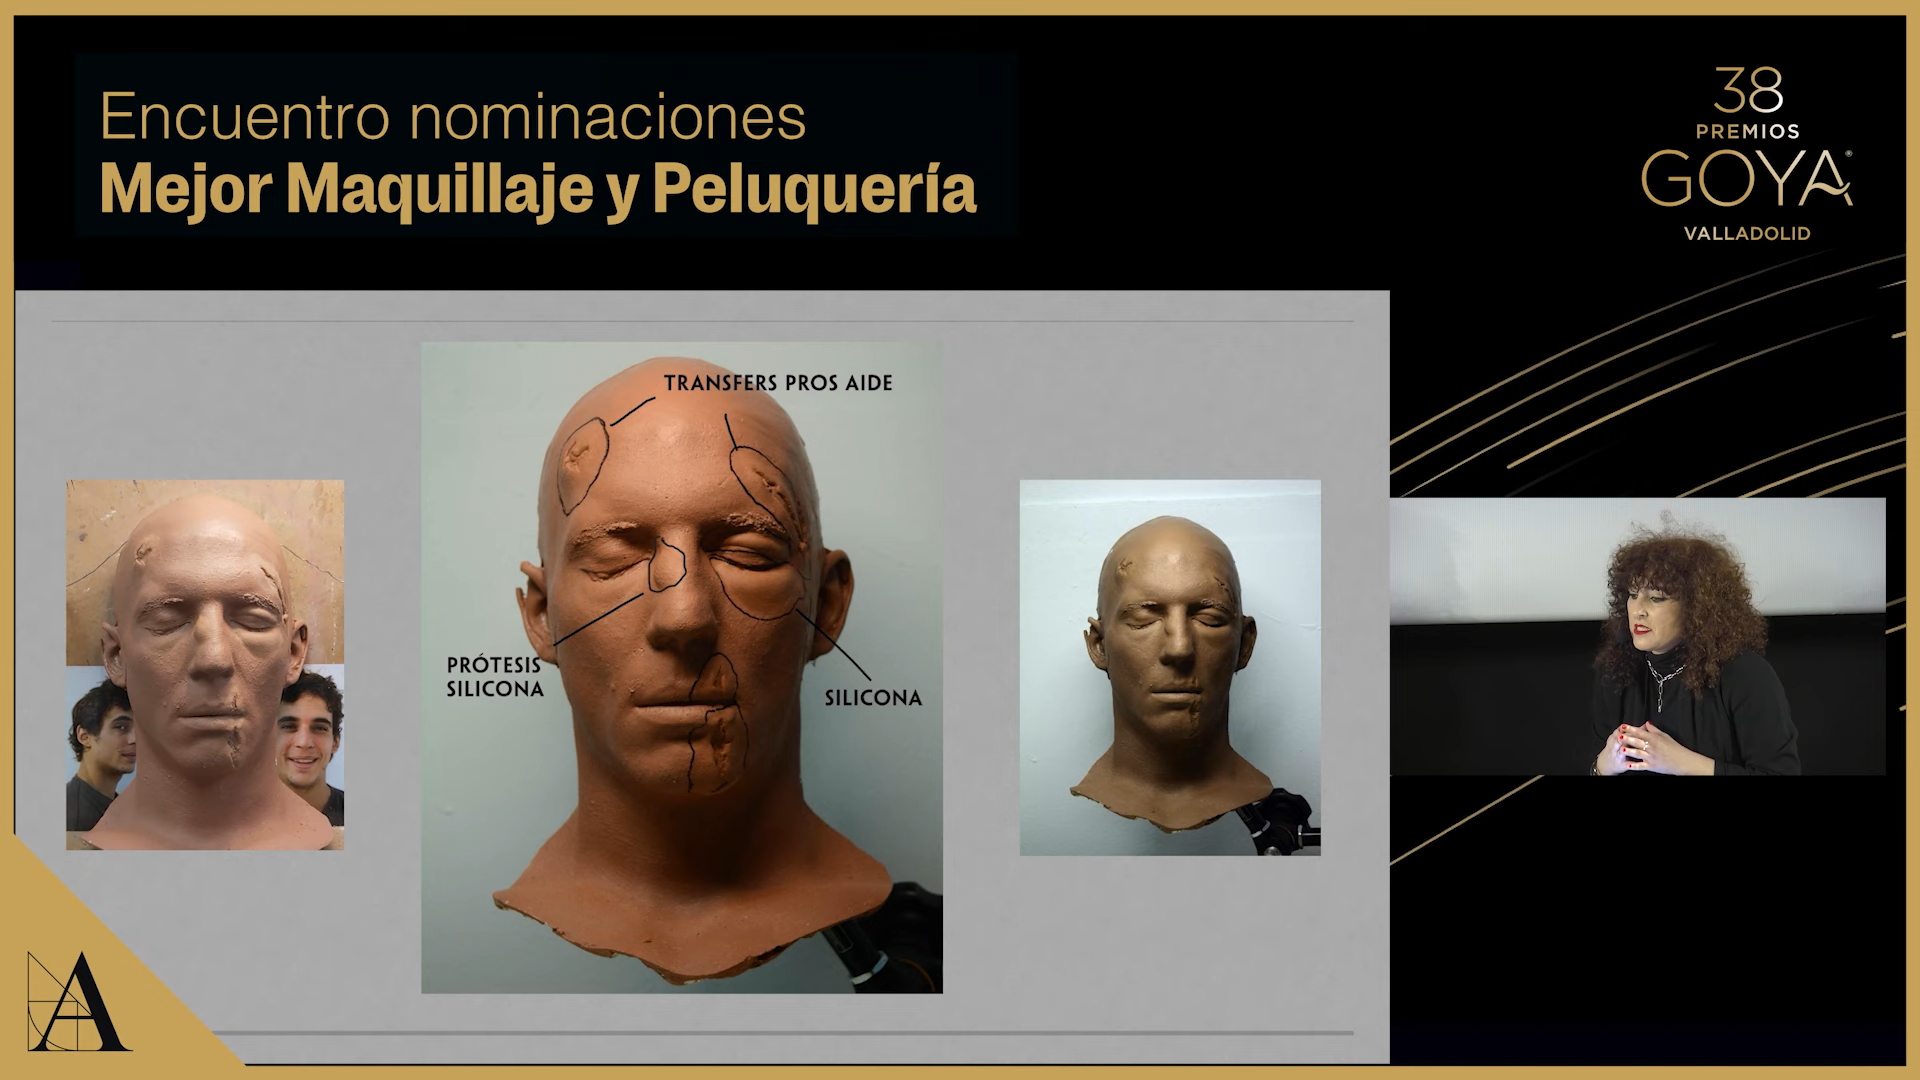 Encuentro nominaciones
Mejor Maquillaje y Peluquería
38
PREMIOS
GOYA®
VALLADOLID
TRANSFERS PROS AIDE
PRÓTESIS
SILICONA
SILICONA
A